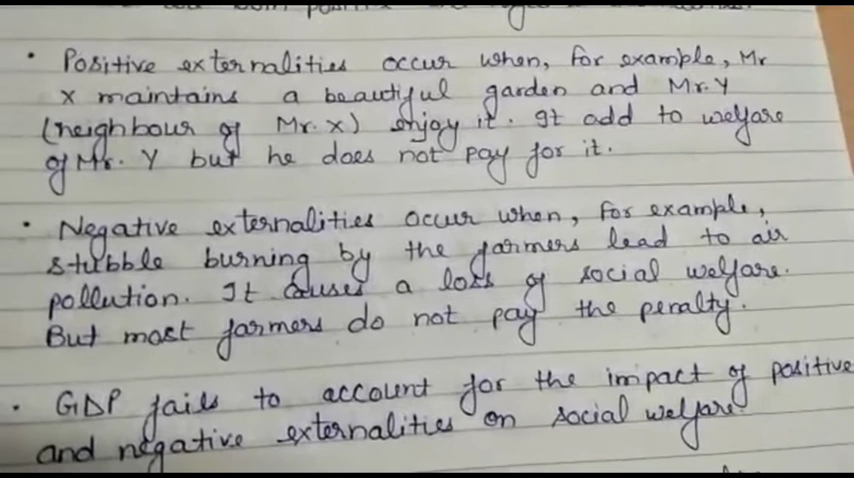 • Positive externalities occur when, for example, Mr
X maintains a beautiful garden and Mr. Y
(neighbour of Mr. X) enjoy it. It add to welfare
of Mr. Y but he does not pay for it.
• Negative externalities occur when, for example,
stubble burning by the farmers lead to air
pollution. It causes a loss of social welfare.
But most farmers do not pay the penalty.
• GDP fails to account for the impact of positive
and negative externalities on social welfare.